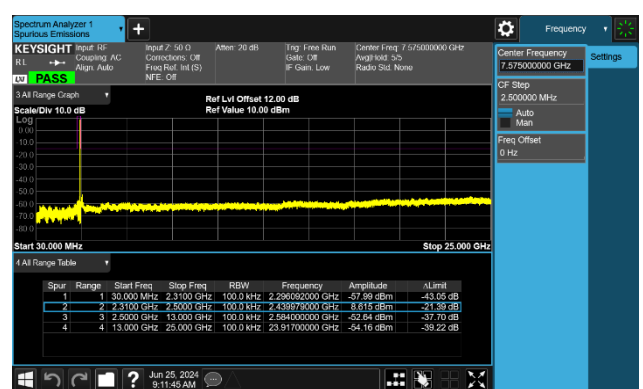 Spectrum Analyzer 1
Spurious Emissions
Frequency
KEYSIGHT Input: RF Input Z: 50 Ω Atten: 20 dB Trig: Free Run Center Freq: 7.575000000 GHz
RL Coupling: AC Corrections: Off Gate: Off Avg|Hold: 5/5
Align: Auto Freq Ref: Int (S) IF Gain: Low Radio Std: None
LXI PASS NFE: Off
Center Frequency
7.575000000 GHz
Settings
CF Step
2.500000 MHz
Auto
Man
Freq Offset
0 Hz
3 All Range Graph
Ref Lvl Offset 12.00 dB
Scale/Div 10.0 dB Ref Value 10.00 dBm
Log
0.00
-10.0
-20.0
-30.0
-40.0
-50.0
-60.0
-70.0
-80.0
Start 30.000 MHz Stop 25.000 GHz
4 All Range Table
Spur Range Start Freq Stop Freq RBW Frequency Amplitude ΔLimit
1 1 30.000 MHz 2.3100 GHz 100.0 kHz 2.296092000 GHz -57.99 dBm -43.05 dB
2 2 2.3100 GHz 2.5000 GHz 100.0 kHz 2.439979000 GHz 8.615 dBm -21.39 dB
3 3 2.5000 GHz 13.000 GHz 100.0 kHz 2.584000000 GHz -52.64 dBm -37.70 dB
4 4 13.000 GHz 25.000 GHz 100.0 kHz 23.91700000 GHz -54.16 dBm -39.22 dB
Jun 25, 2024
9:11:45 AM